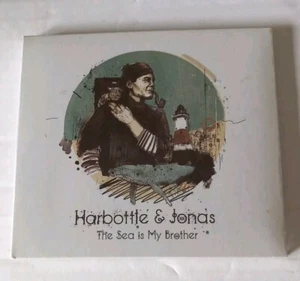 Harbottle & Jonas
The Sea is My Brother